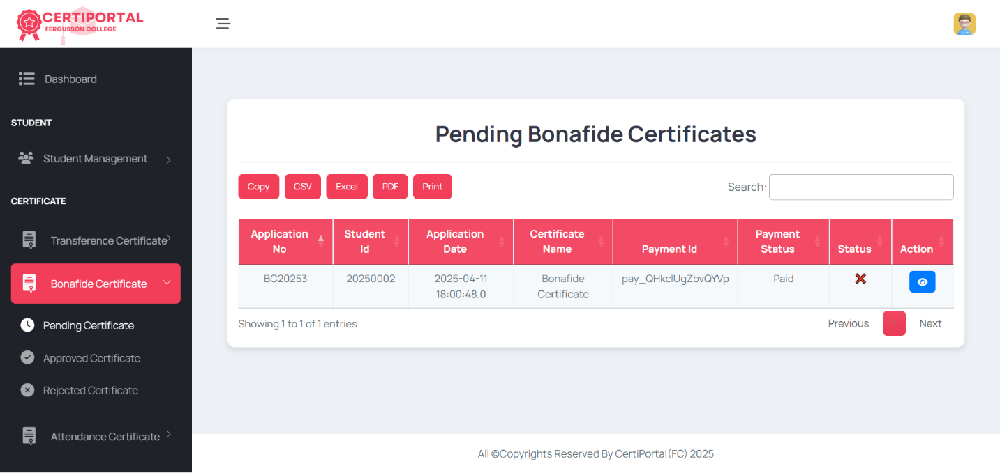 CERTIPORTAL
FERGUSSON COLLEGE
Dashboard
STUDENT
Student Management
CERTIFICATE
Transference Certificate
Bonafide Certificate
Pending Certificate
Approved Certificate
Rejected Certificate
Attendance Certificate
Pending Bonafide Certificates
Copy CSV Excel PDF Print Search:
Application Student Application Certificate Payment
No Id Date Name Payment Id Status Status Action
BC20253 20250002 2025-04-11 Bonafide pay_QHkclUgZbvQYVp Paid
18:00:48.0 Certificate
Showing 1 to 1 of 1 entries Previous 1 Next
All ©Copyrights Reserved By CertiPortal(FC) 2025